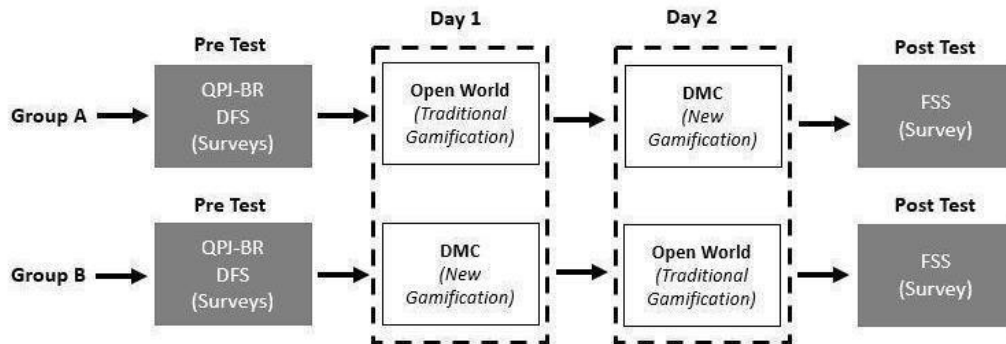 Day 1
Day 2
Pre Test
Post Test
Group A
QPJ-BR
DFS
(Surveys)
Open World
(Traditional
Gamification)
DMC
(New
Gamification)
FSS
(Survey)
Pre Test
Post Test
Group B
QPJ-BR
DFS
(Surveys)
DMC
(New
Gamification)
Open World
(Traditional
Gamification)
FSS
(Survey)